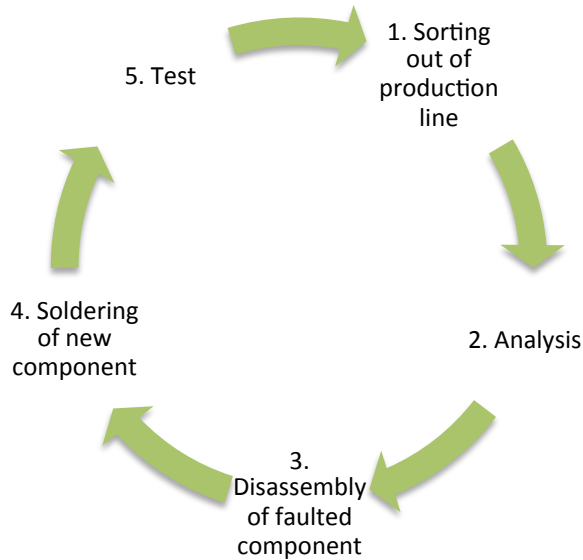 1. Sorting
out of
production
line
2. Analysis
3.
Disassembly
of faulted
component
4. Soldering
of new
component
5. Test